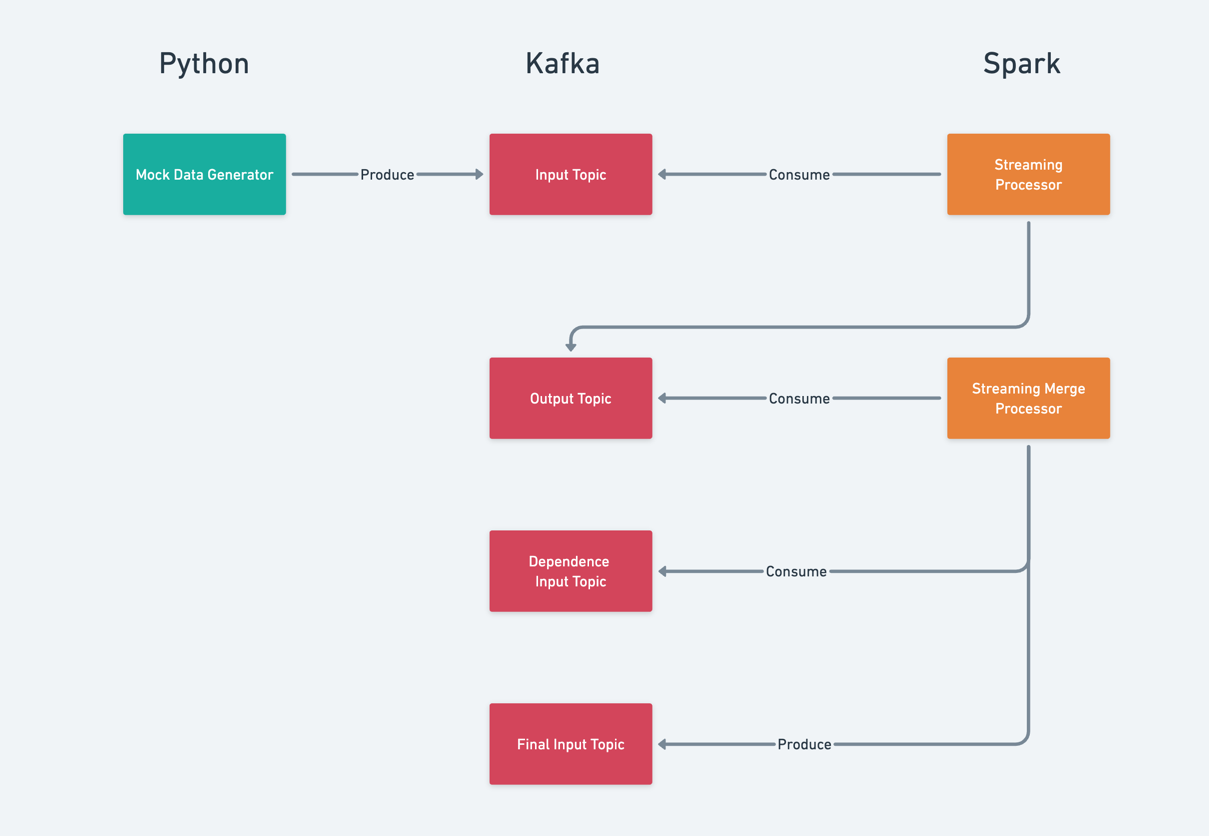 Python
Kafka
Spark
Mock Data Generator
Produce
Input Topic
Consume
Streaming
Processor
Output Topic
Consume
Streaming Merge
Processor
Dependence
Input Topic
Consume
Final Input Topic
Produce